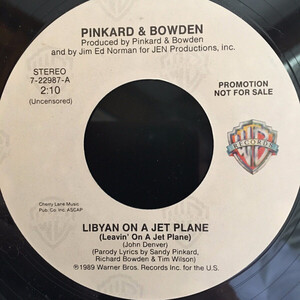 PINKARD & BOWDEN
Produced by Pinkard & Bowden
and by Jim Ed Norman for JEN Productions, inc.
STEREO
7-22987-A
2:10
(Uncensored)
PROMOTION
NOT FOR SALE
Cherry Lane Music
Pub. Co. Inc. ASCAP
RECORDS
LIBYAN ON A JET PLANE
(Leavin' On A Jet Plane)
(John Denver)
(Parody Lyrics by Sandy Pinkard,
Richard Bowden & Tim Wilson)
℗1989 Warner Bros. Records Inc. for the U.S.